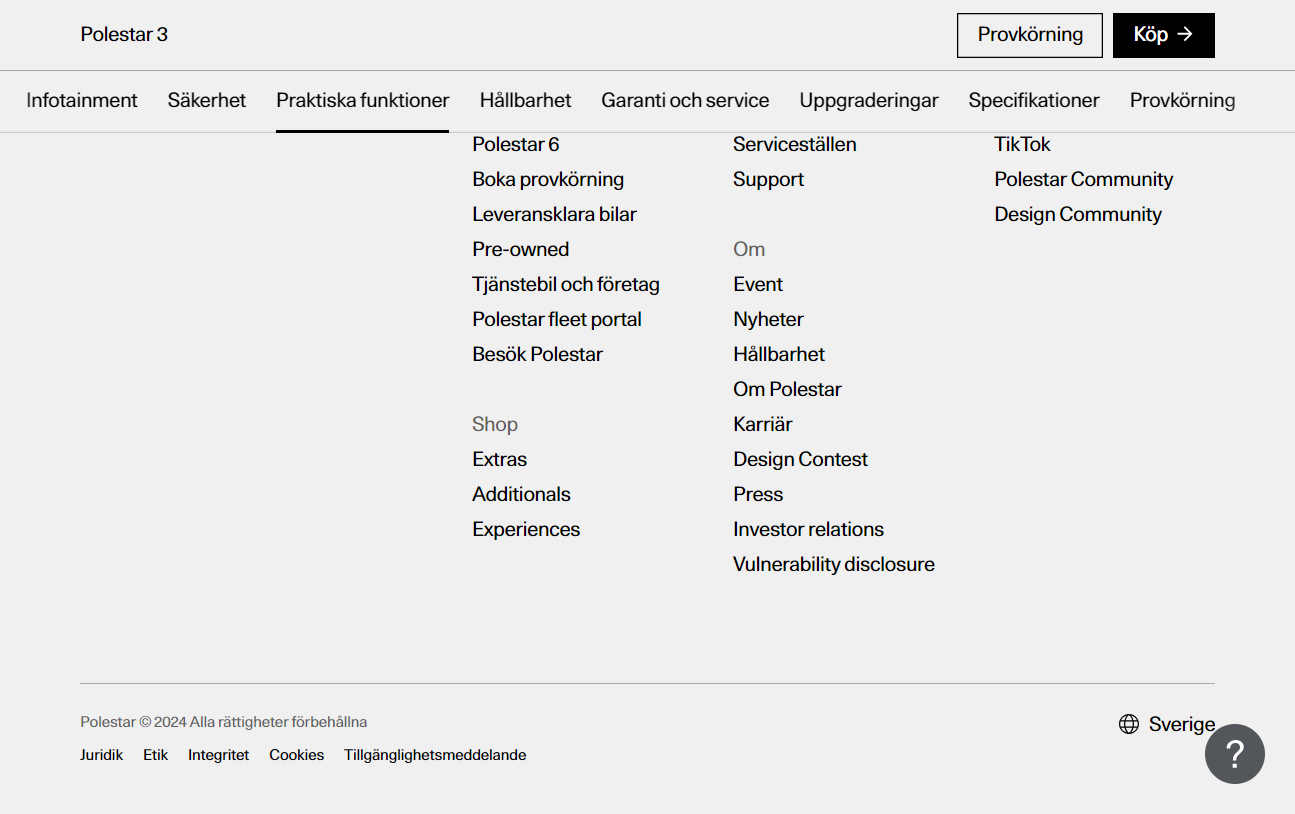 Polestar 3
Provkörning
Köp →
Infotainment
Säkerhet
Praktiska funktioner
Hållbarhet
Garanti och service
Uppgraderingar
Specifikationer
Provkörning
Polestar 6
Boka provkörning
Leveransklara bilar
Pre-owned
Tjänstebil och företag
Polestar fleet portal
Besök Polestar
Shop
Extras
Additionals
Experiences
Serviceställen
Support
Om
Event
Nyheter
Hållbarhet
Om Polestar
Karriär
Design Contest
Press
Investor relations
Vulnerability disclosure
TikTok
Polestar Community
Design Community
Polestar © 2024 Alla rättigheter förbehållna
Juridik
Etik
Integritet
Cookies
Tillgänglighetsmeddelande
Sverige
?